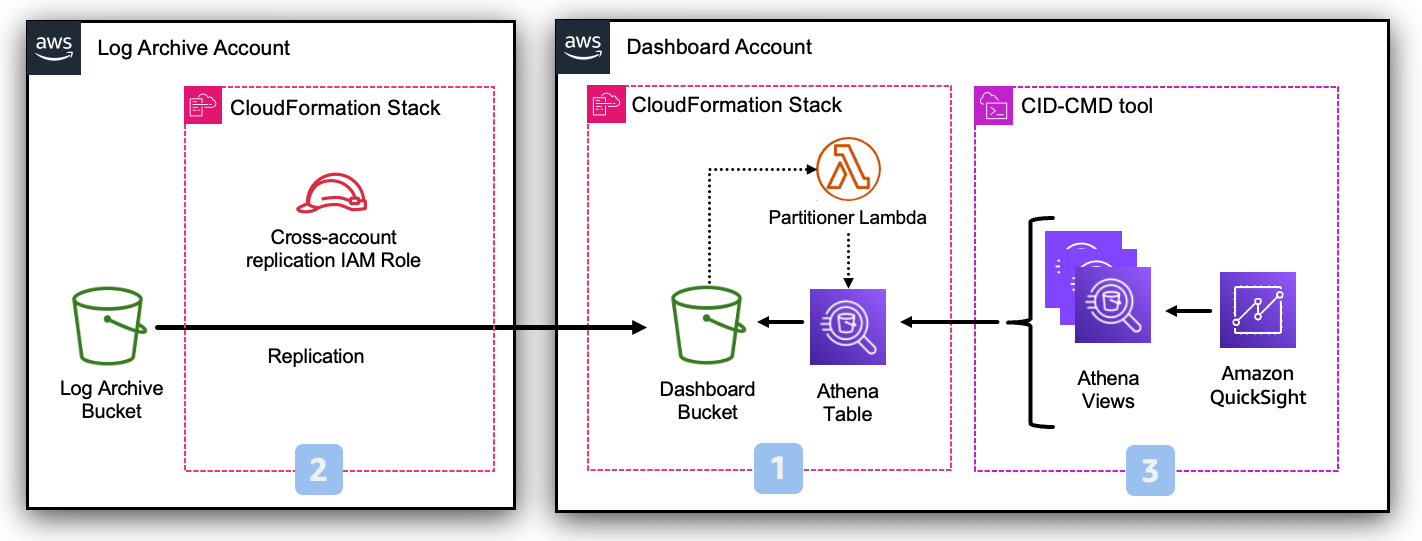 aws
Log Archive Account
CloudFormation Stack
Cross-account
replication IAM Role
Replication
Log Archive
Bucket
2
aws
Dashboard Account
CloudFormation Stack
Partitioner Lambda
Dashboard
Bucket
Athena
Table
1
CID-CMD tool
Athena
Views
Amazon
QuickSight
3